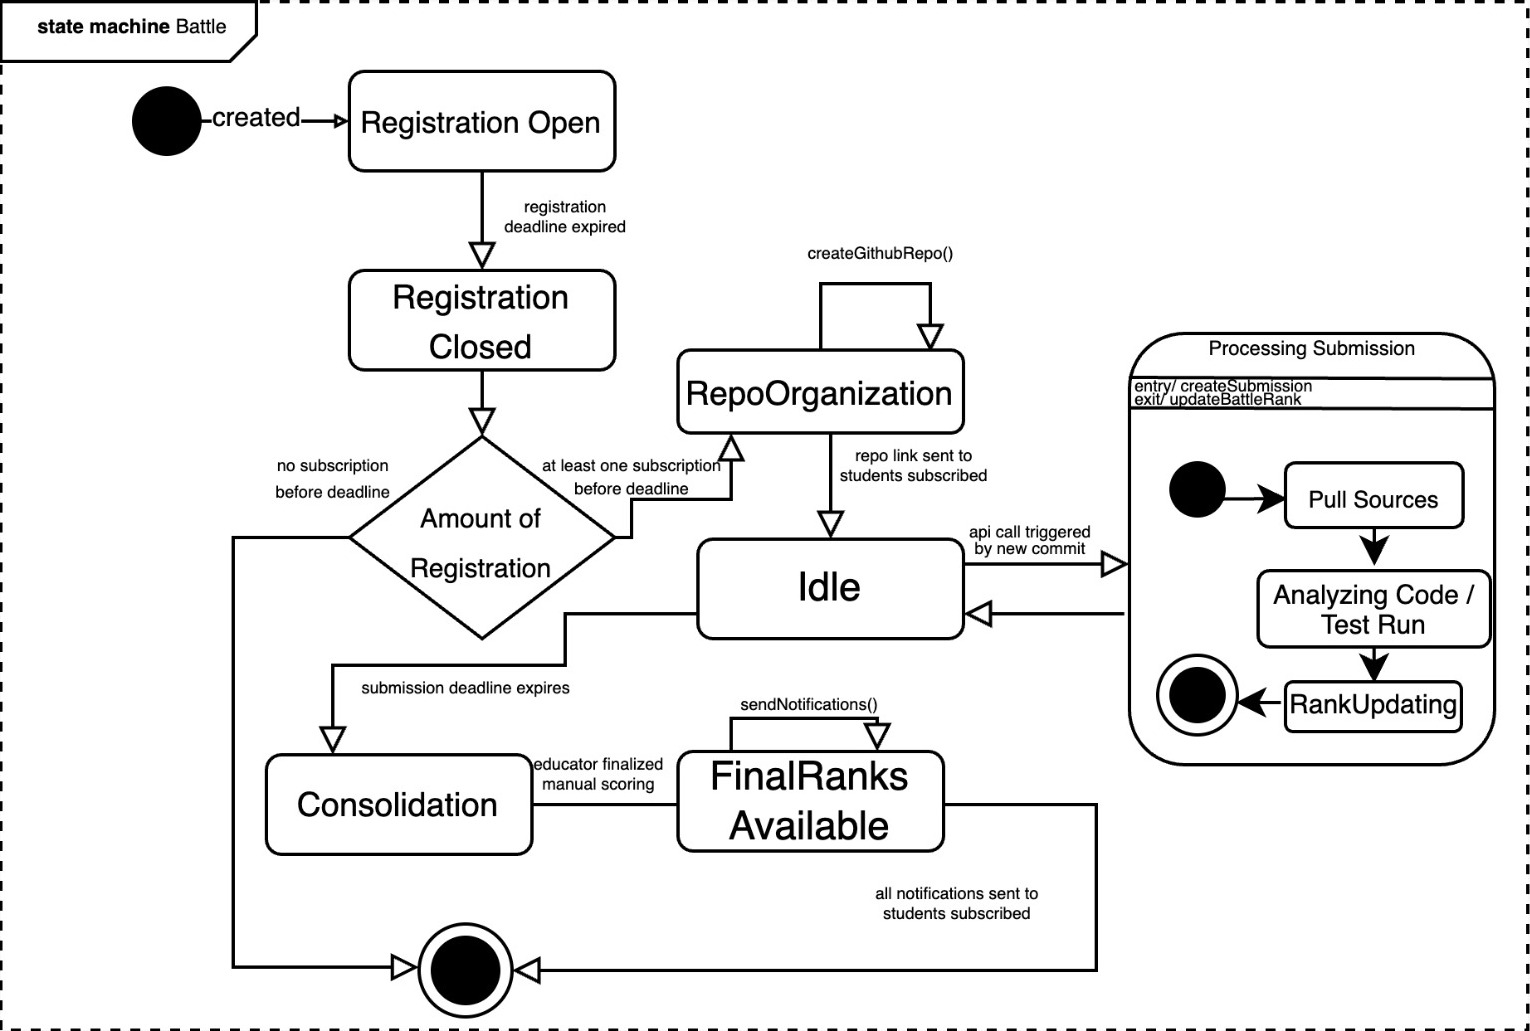 state machine Battle
created
Registration Open
registration
deadline expired
Registration
Closed
createGithubRepo()
RepoOrganization
Processing Submission
entry/ createSubmission
exit/ updateBattleRank
no subscription
before deadline
at least one subscription
before deadline
repo link sent to
students subscribed
Amount of
Registration
Pull Sources
api call triggered
by new commit
Idle
Analyzing Code /
Test Run
submission deadline expires
sendNotifications()
RankUpdating
Consolidation
educator finalized
manual scoring
FinalRanks
Available
all notifications sent to
students subscribed